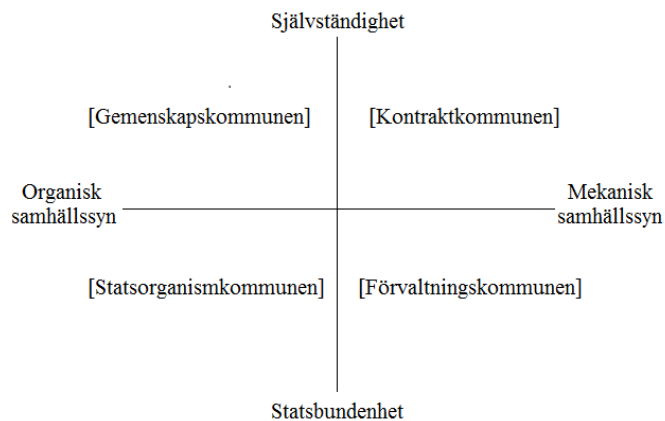 Självständighet
[Gemenskapskommunen]
[Kontraktkommunen]
Organisk
samhällssyn
Mekanisk
samhällssyn
[Statsorganismkommunen]
[Förvaltningskommunen]
Statsbundenhet